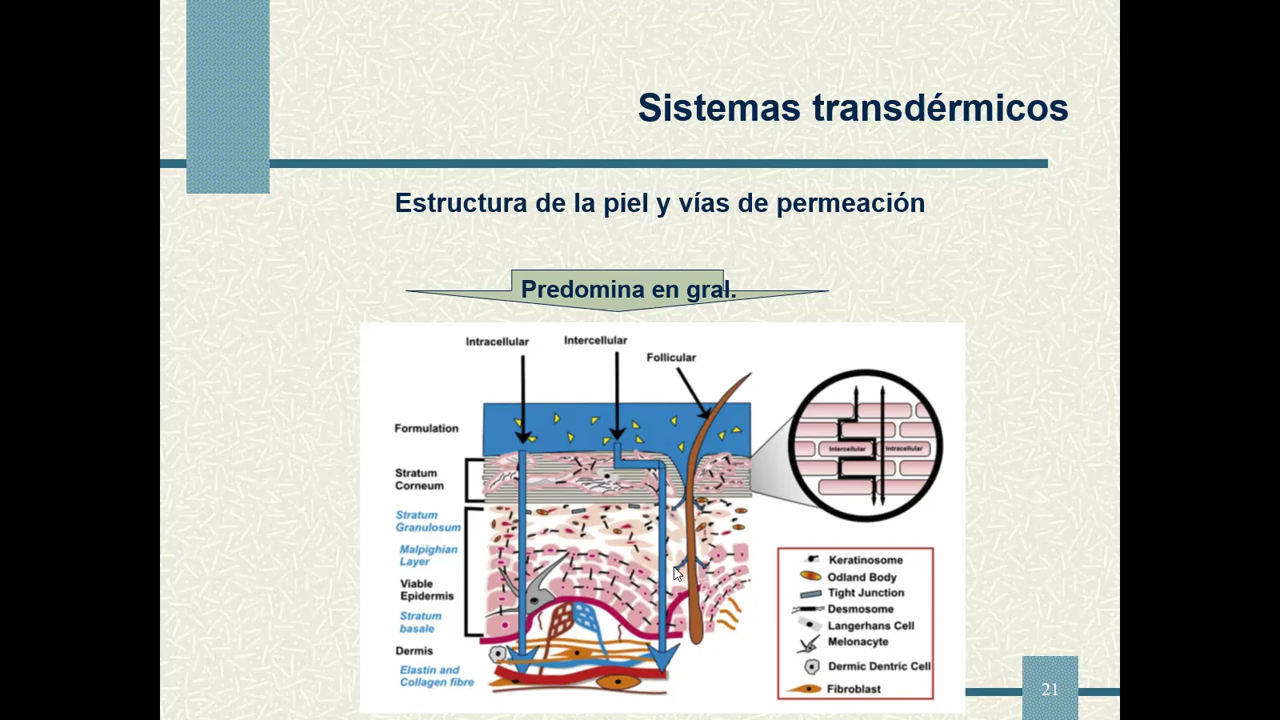 Sistemas transdérmicos
Estructura de la piel y vías de permeación
Predomina en gral.
Intracellular
Intercellular
Follicular
Formulation
Stratum
Corneum
Stratum
Granulosum
Malpighian
Layer
Viable
Epidermis
Stratum
basale
Dermis
Elastin and
Collagen fibre
Intercellular
Intracellular
Keratinosome
Odland Body
Tight Junction
Desmosome
Langerhans Cell
Melonacyte
Dermic Dentric Cell
Fibroblast
21